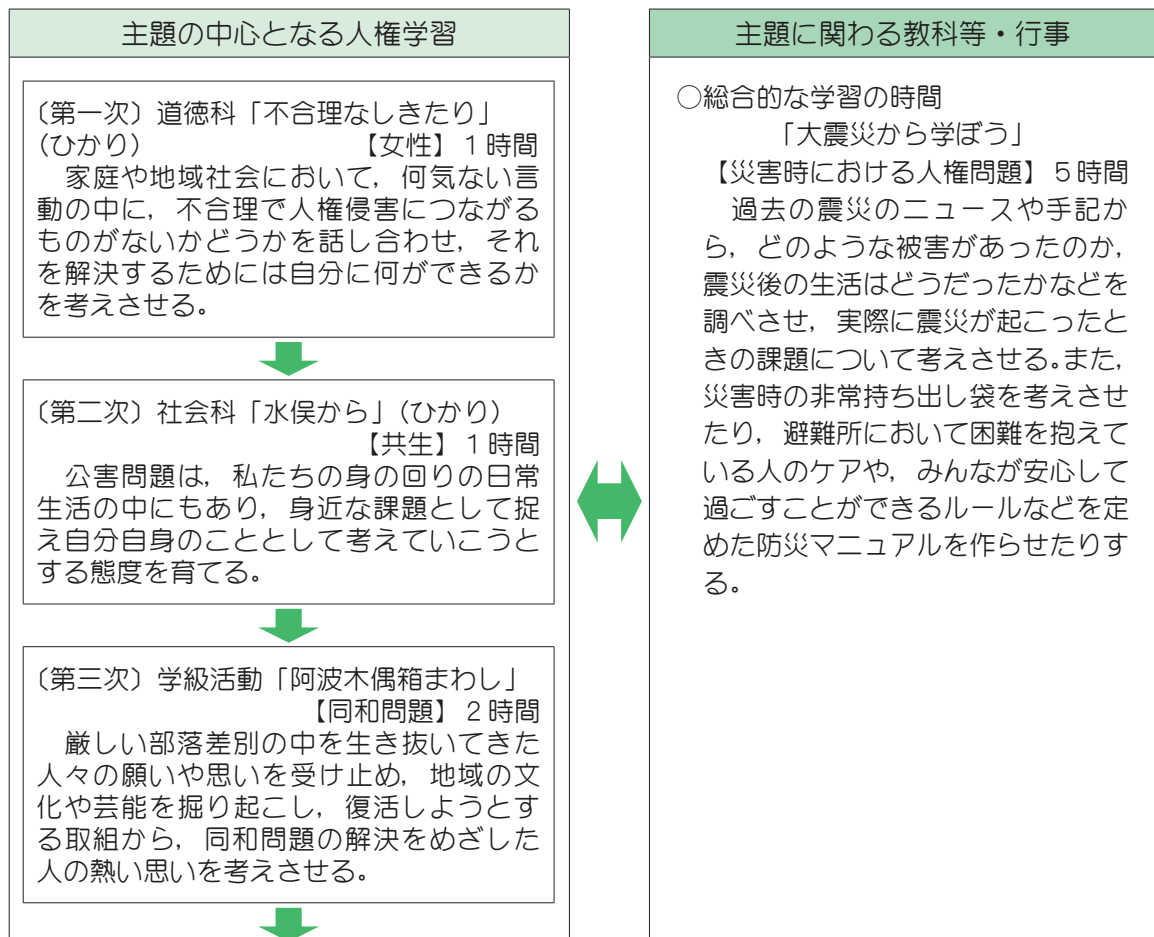 主題の中心となる人権学習
〔第一次〕道徳科「不合理なしきたり」
（ひかり）　【女性】１時間
家庭や地域社会において，何気ない言
動の中に，不合理で人権侵害につながる
ものがないかどうかを話し合わせ，それ
を解決するためには自分に何ができるか
を考えさせる。
〔第二次〕社会科「水俣から」（ひかり）
【共生】１時間
公害問題は，私たちの身の回りの日常
生活の中にもあり，身近な課題として捉
え自分自身のこととして考えていこうと
する態度を育てる。
〔第三次〕学級活動「阿波木偶箱まわし」
【同和問題】２時間
厳しい部落差別の中を生き抜いてきた
人々の願いや思いを受け止め，地域の文
化や芸能を掘り起こし，復活しようとす
る取組から，同和問題の解決をめざした
人の熱い思いを考えさせる。
主題に関わる教科等・行事
○総合的な学習の時間
「大震災から学ぼう」
【災害時における人権問題】５時間
過去の震災のニュースや手記か
ら，どのような被害があったのか，
震災後の生活はどうだったかなどを
調べさせ，実際に震災が起こったと
きの課題について考えさせる。また，
災害時の非常持ち出し袋を考えさせ
たり，避難所において困難を抱えて
いる人のケアや，みんなが安心して
過ごすことができるルールなどを定
めた防災マニュアルを作らせたりす
る。